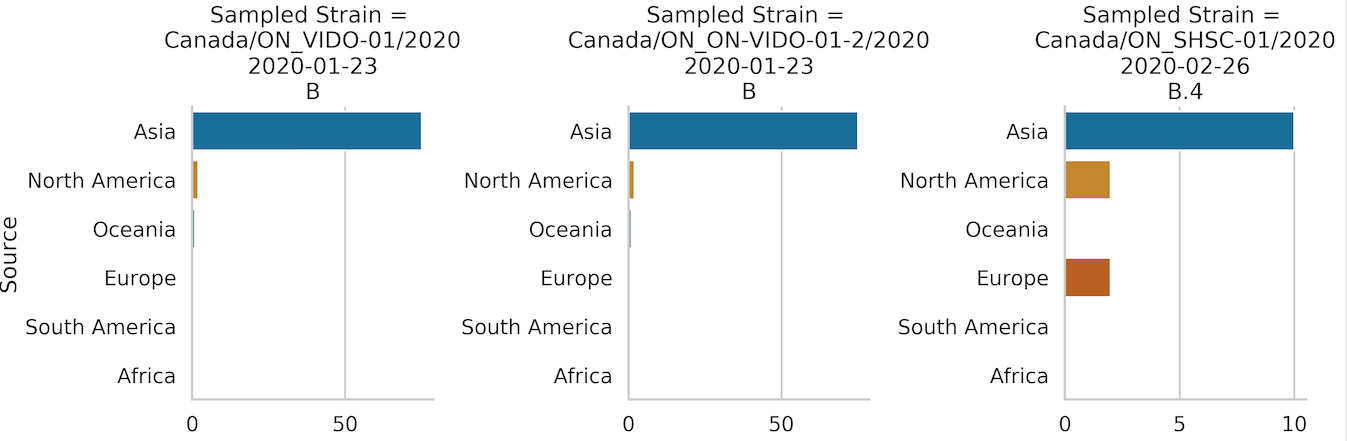 Sampled Strain =
Canada/ON_VIDO-01/2020
2020-01-23
B
Source
Asia
North America
Oceania
Europe
South America
Africa
0 50
Sampled Strain =
Canada/ON_ON-VIDO-01-2/2020
2020-01-23
B
Asia
North America
Oceania
Europe
South America
Africa
0 50
Sampled Strain =
Canada/ON_SHSC-01/2020
2020-02-26
B.4
Asia
North America
Oceania
Europe
South America
Africa
0 5 10